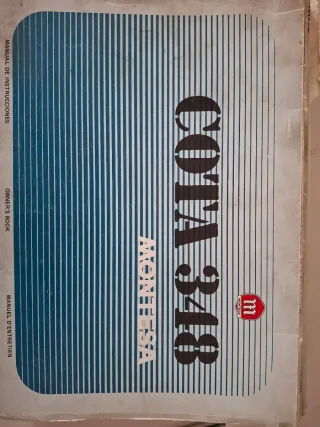 m
COTA 348
MONTESA
MANUAL DE INSTRUCCIONES
OWNER'S BOOK
MANUEL D'ENTRETIEN